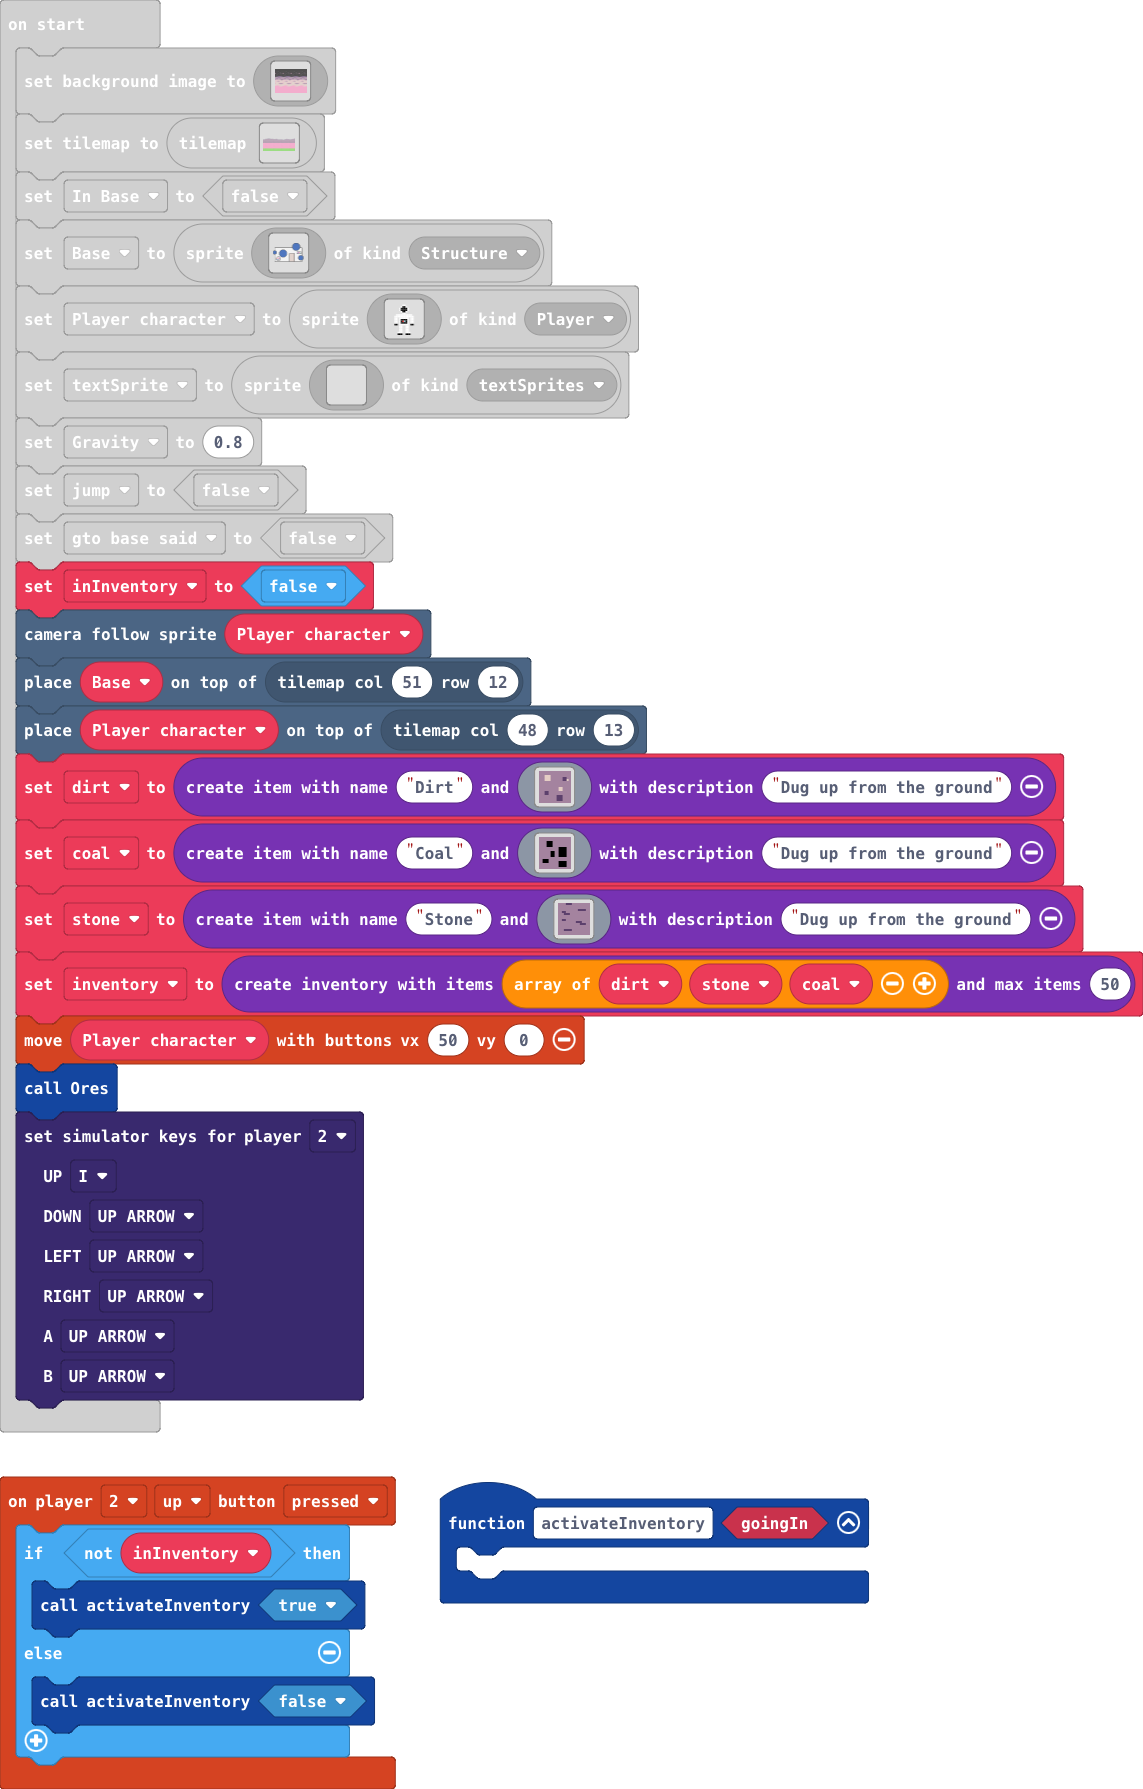 on start
set background image to
set tilemap to tilemap
set In Base to false
set Base to sprite of kind Structure
set Player character to sprite of kind Player
set textSprite to sprite of kind textSprites
set Gravity to 0.8
set jump to false
set gto base said to false
set inInventory to false
camera follow sprite Player character
place Base on top of tilemap col 51 row 12
place Player character on top of tilemap col 48 row 13
set dirt to create item with name "Dirt" and with description "Dug up from the ground"
set coal to create item with name "Coal" and with description "Dug up from the ground"
set stone to create item with name "Stone" and with description "Dug up from the ground"
set inventory to create inventory with items array of dirt stone coal and max items 50
move Player character with buttons vx 50 vy 0
call Ores
set simulator keys for player 2
UP I
DOWN UP ARROW
LEFT UP ARROW
RIGHT UP ARROW
A UP ARROW
B UP ARROW
on player 2 up button pressed
if not inInventory then
call activateInventory true
else
call activateInventory false
function activateInventory goingIn